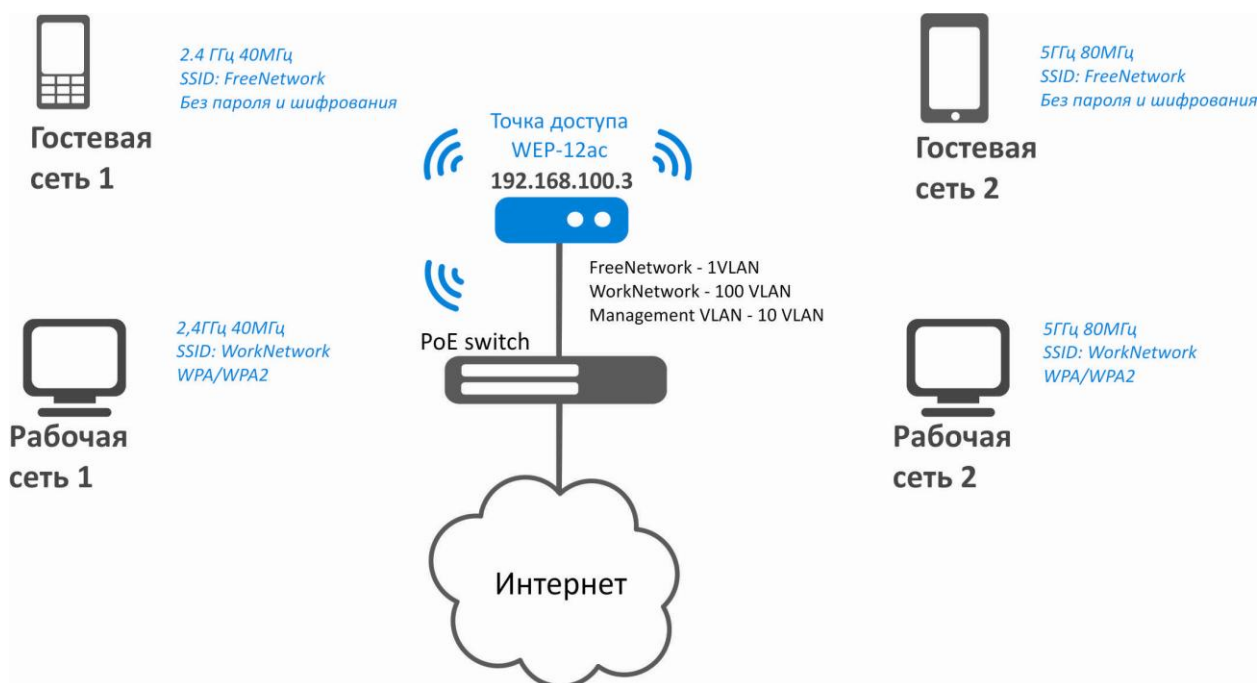 2.4 ГГц 40МГц
SSID: FreeNetwork
Без пароля и шифрования
Гостевая
сеть 1
Точка доступа
WEP-12ac
192.168.100.3
5ГГц 80МГц
SSID: FreeNetwork
Без пароля и шифрования
Гостевая
сеть 2
FreeNetwork - 1VLAN
WorkNetwork - 100 VLAN
Management VLAN - 10 VLAN
PoE switch
2,4ГГц 40МГц
SSID: WorkNetwork
WPA/WPA2
Рабочая
сеть 1
5ГГц 80МГц
SSID: WorkNetwork
WPA/WPA2
Рабочая
сеть 2
Интернет